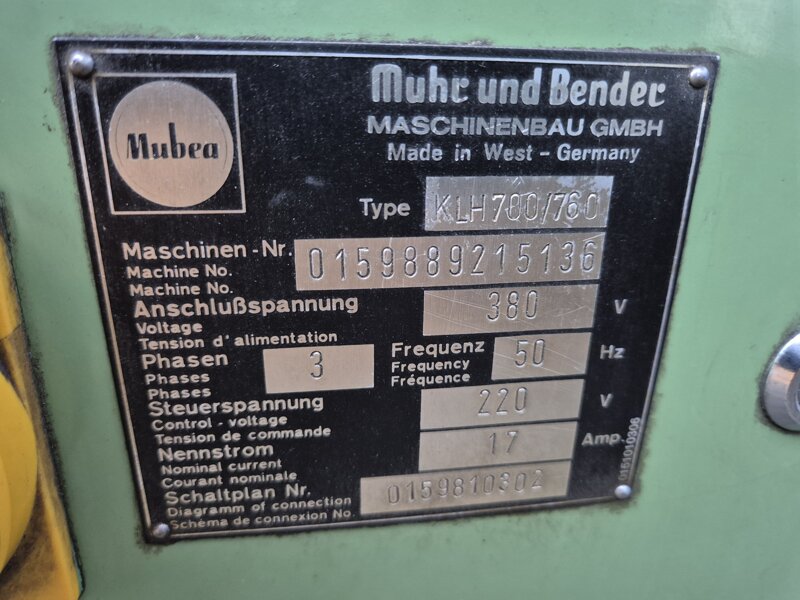 Mubea
Muhr und Bender
MASCHINENBAU GMBH
Made in West - Germany
Type KLH700/760
Maschinen-Nr. 0159889215136
Machine No.
Machine No.
Anschlußspannung 380 V
Voltage
Tension d'alimentation
Phasen 3 Frequenz 50 Hz
Phases Frequency
Phases Fréquence
Steuerspannung 220 V
Control-voltage
Tension de commande
Nennstrom 17 Amp.
Nominal current
Courant nominale
Schaltplan Nr. 0159810302
Diagramm of connection
Schéma de connexion No.
0151010306